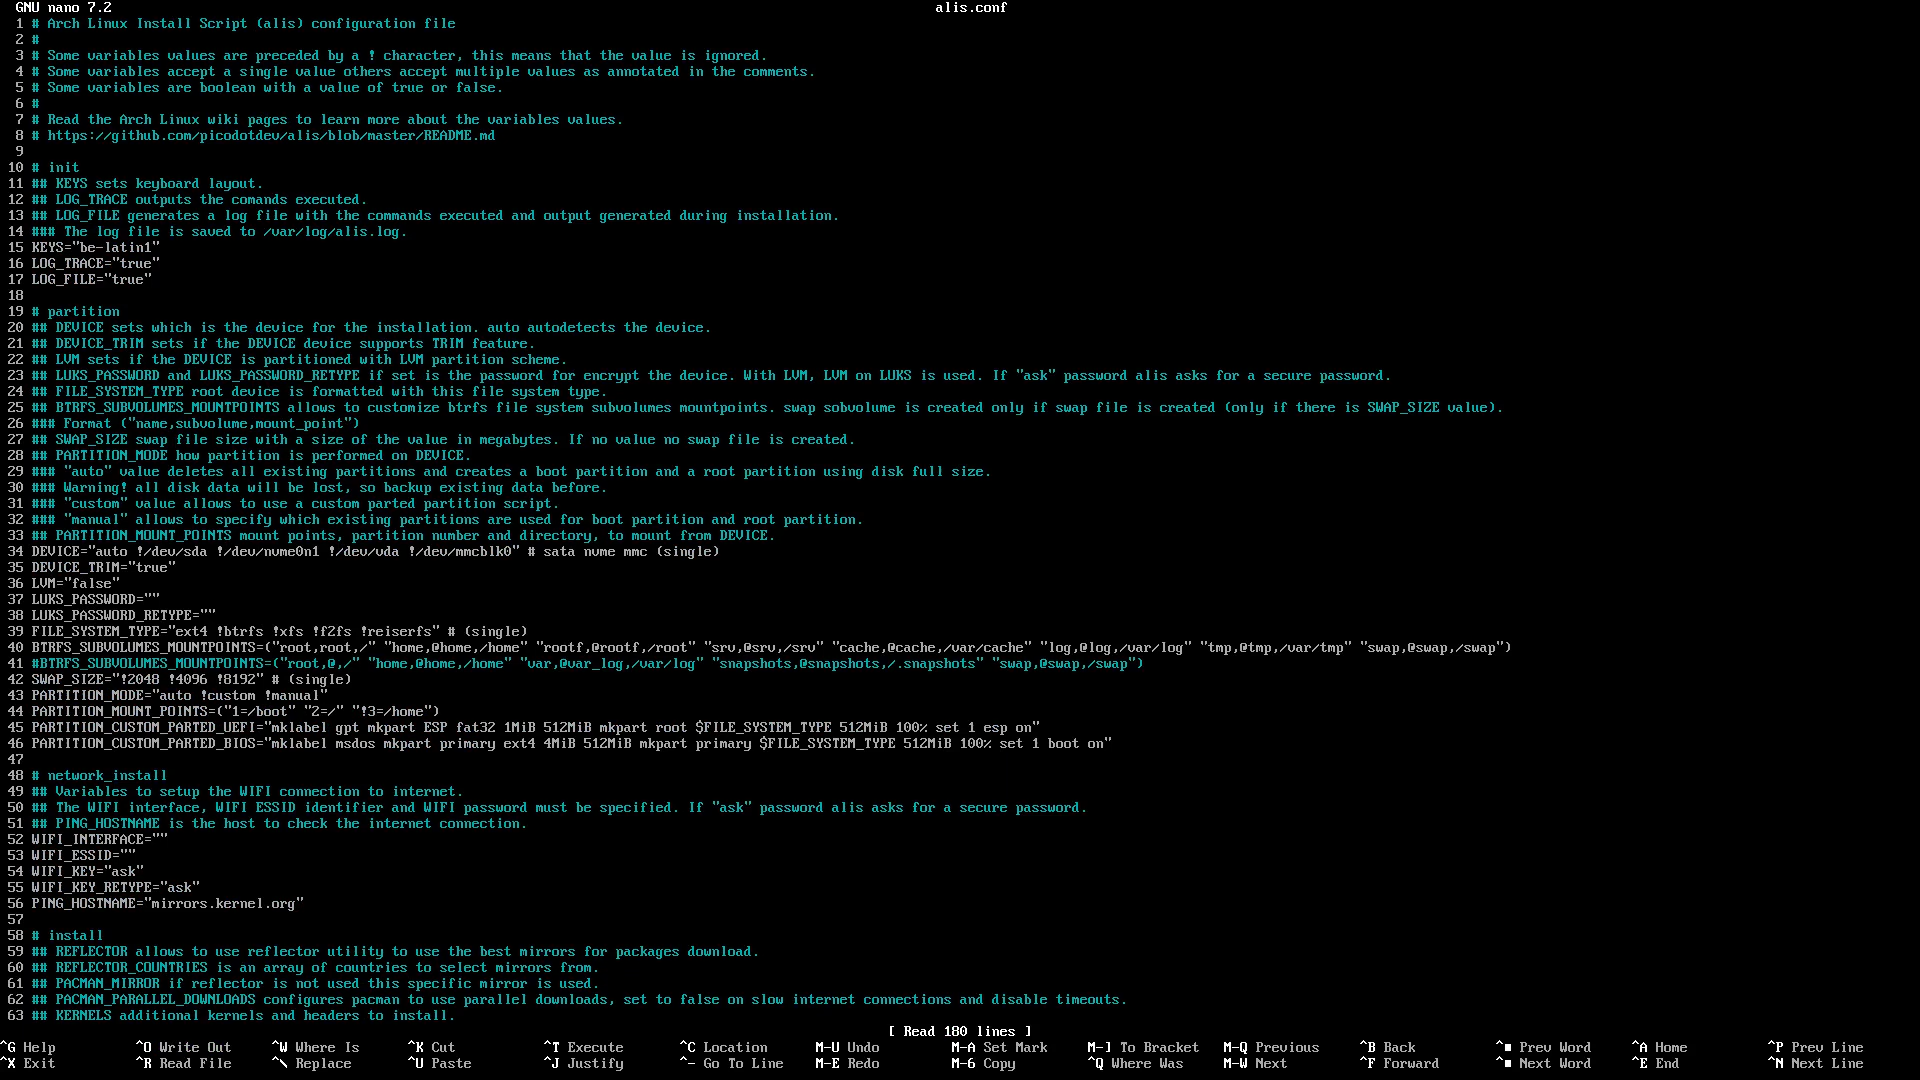 GNU nano 7.2 alis.conf
1 # Arch Linux Install Script (alis) configuration file
2 #
3 # Some variables values are preceded by a ! character, this means that the value is ignored.
4 # Some variables accept a single value others accept multiple values as annotated in the comments.
5 # Some variables are boolean with a value of true or false.
6 #
7 # Read the Arch Linux wiki pages to learn more about the variables values.
8 # https://github.com/picodotdev/alis/blob/master/README.md
9
10 # init
11 ## KEYS sets keyboard layout.
12 ## LOG_TRACE outputs the comands executed.
13 ## LOG_FILE generates a log file with the commands executed and output generated during installation.
14 ### The log file is saved to /var/log/alis.log.
15 KEYS="be-latin1"
16 LOG_TRACE="true"
17 LOG_FILE="true"
18
19 # partition
20 ## DEVICE sets which is the device for the installation. auto autodetects the device.
21 ## DEVICE_TRIM sets if the DEVICE device supports TRIM feature.
22 ## LVM sets if the DEVICE is partitioned with LVM partition scheme.
23 ## LUKS_PASSWORD and LUKS_PASSWORD_RETYPE if set is the password for encrypt the device. With LVM, LVM on LUKS is used. If "ask" password alis asks for a secure password.
24 ## FILE_SYSTEM_TYPE root device is formatted with this file system type.
25 ## BTRFS_SUBVOLUMES_MOUNTPOINTS allows to customize btrfs file system subvolumes mountpoints. swap sobvolume is created only if swap file is created (only if there is SWAP_SIZE value).
26 ### Format ("name,subvolume,mount_point")
27 ## SWAP_SIZE swap file size with a size of the value in megabytes. If no value no swap file is created.
28 ## PARTITION_MODE how partition is performed on DEVICE.
29 ### "auto" value deletes all existing partitions and creates a boot partition and a root partition using disk full size.
30 ### Warning! all disk data will be lost, so backup existing data before.
31 ### "custom" value allows to use a custom parted partition script.
32 ### "manual" allows to specify which existing partitions are used for boot partition and root partition.
33 ## PARTITION_MOUNT_POINTS mount points, partition number and directory, to mount from DEVICE.
34 DEVICE="auto !/dev/sda !/dev/nvme0n1 !/dev/vda !/dev/mmcblk0" # sata nvme mmc (single)
35 DEVICE_TRIM="true"
36 LVM="false"
37 LUKS_PASSWORD=""
38 LUKS_PASSWORD_RETYPE=""
39 FILE_SYSTEM_TYPE="ext4 !btrfs !xfs !f2fs !reiserfs" # (single)
40 BTRFS_SUBVOLUMES_MOUNTPOINTS=("root,root,/" "home,@home,/home" "rootf,@rootf,/root" "srv,@srv,/srv" "cache,@cache,/var/cache" "log,@log,/var/log" "tmp,@tmp,/var/tmp" "swap,@swap,/swap")
41 #BTRFS_SUBVOLUMES_MOUNTPOINTS=("root,@,/" "home,@home,/home" "var,@var_log,/var/log" "snapshots,@snapshots,/.snapshots" "swap,@swap,/swap")
42 SWAP_SIZE="!2048 !4096 !8192" # (single)
43 PARTITION_MODE="auto !custom !manual"
44 PARTITION_MOUNT_POINTS=("1=/boot" "2=/" "!3=/home")
45 PARTITION_CUSTOM_PARTED_UEFI="mklabel gpt mkpart ESP fat32 1MiB 512MiB mkpart root $FILE_SYSTEM_TYPE 512MiB 100% set 1 esp on"
46 PARTITION_CUSTOM_PARTED_BIOS="mklabel msdos mkpart primary ext4 4MiB 512MiB mkpart primary $FILE_SYSTEM_TYPE 512MiB 100% set 1 boot on"
47
48 # network_install
49 ## Variables to setup the WIFI connection to internet.
50 ## The WIFI interface, WIFI ESSID identifier and WIFI password must be specified. If "ask" password alis asks for a secure password.
51 ## PING_HOSTNAME is the host to check the internet connection.
52 WIFI_INTERFACE=""
53 WIFI_ESSID=""
54 WIFI_KEY="ask"
55 WIFI_KEY_RETYPE="ask"
56 PING_HOSTNAME="mirrors.kernel.org"
57
58 # install
59 ## REFLECTOR allows to use reflector utility to use the best mirrors for packages download.
60 ## REFLECTOR_COUNTRIES is an array of countries to select mirrors from.
61 ## PACMAN_MIRROR if reflector is not used this specific mirror is used.
62 ## PACMAN_PARALLEL_DOWNLOADS configures pacman to use parallel downloads, set to false on slow internet connections and disable timeouts.
63 ## KERNELS additional kernels and headers to install.
[ Read 180 lines ]
^G Help ^O Write Out ^W Where Is ^K Cut ^T Execute ^C Location M-U Undo M-A Set Mark M-] To Bracket M-Q Previous ^B Back ^■ Prev Word ^A Home ^P Prev Line
^X Exit ^R Read File ^\ Replace ^U Paste ^J Justify ^- Go To Line M-E Redo M-6 Copy ^Q Where Was M-W Next ^F Forward ^■ Next Word ^E End ^N Next Line